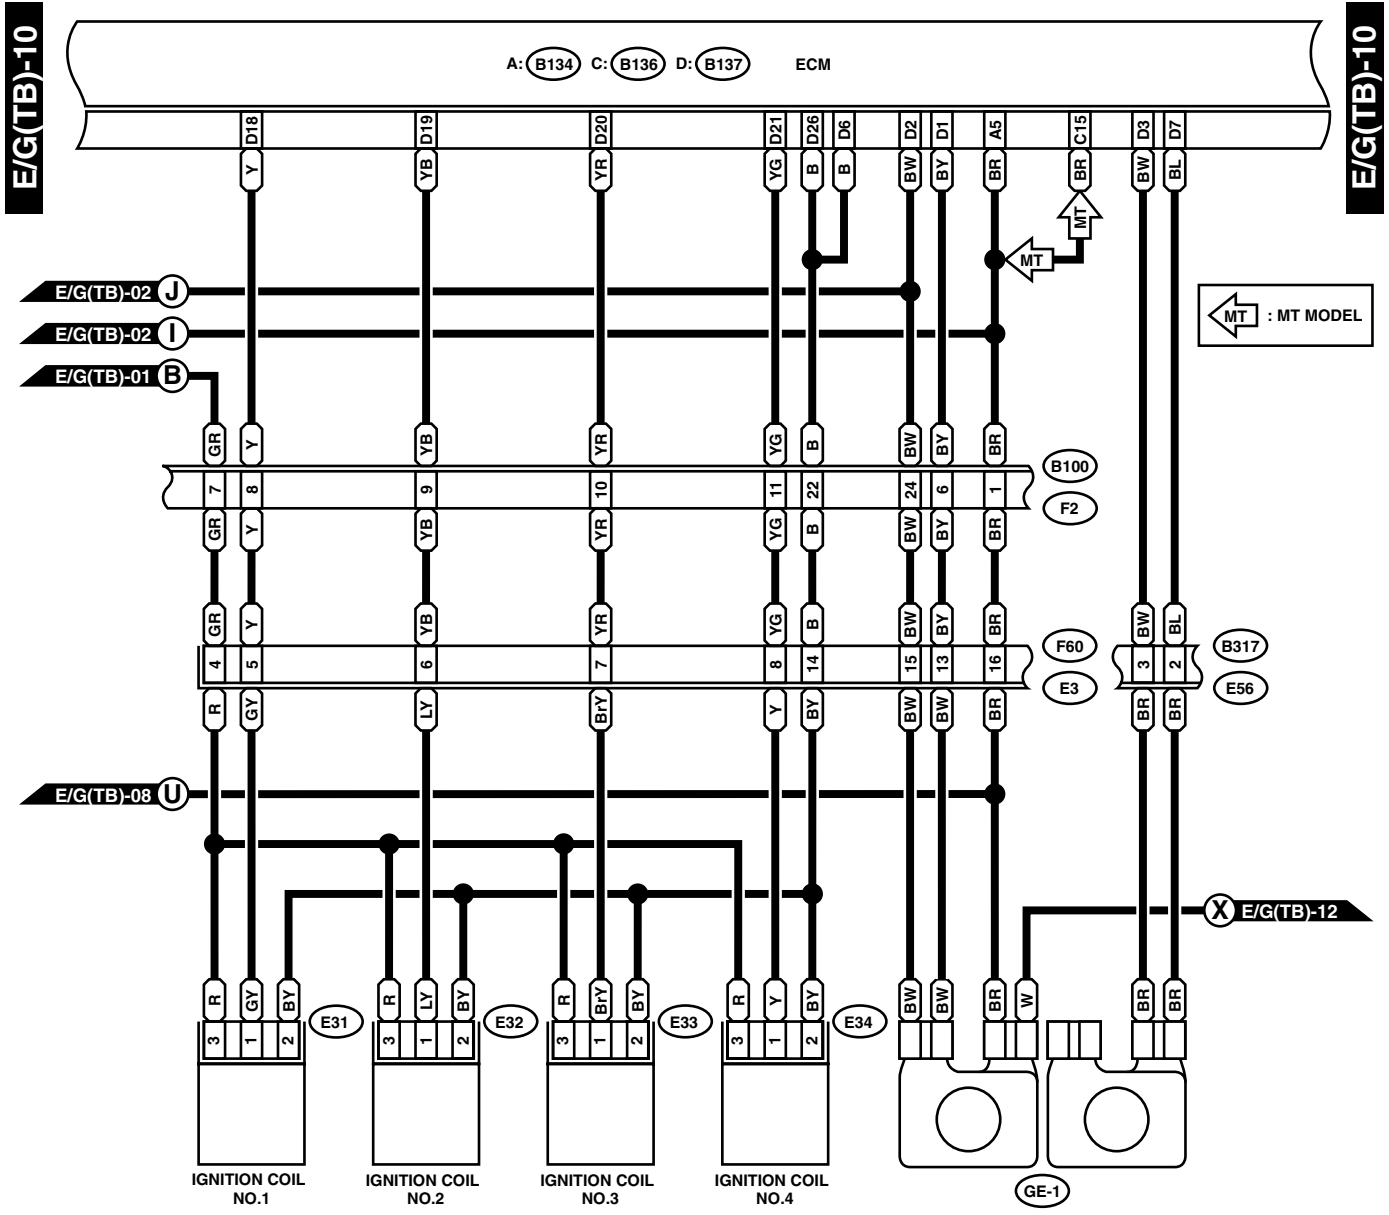 E/G(TB)-10
E/G(TB)-10
A: B134 C: B136 D: B137 ECM
D18 D19 D20 D21 D26 D6 D2 D1 A5 C15 D3 D7
Y YB YR YG B B BW BY BR BR BW BL
MT
MT
E/G(TB)-02 J
MT : MT MODEL
E/G(TB)-02 I
E/G(TB)-01 B
GR Y YB YR YG B BW BY BR
B100
7 8 9 10 11 22 24 6 1
F2
GR Y YB YR YG B BW BY BR
GR Y YB YR YG B BW BY BR BW BL
F60 B317
4 5 6 7 8 14 15 13 16 3 2
E3 E56
R GY LY BrY Y BY BW BW BR BR BR
E/G(TB)-08 U
X E/G(TB)-12
R GY BY R LY BY R BrY BY R Y BY BW BW BR W BR BR
E31 E32 E33 E34
3 1 2 3 1 2 3 1 2 3 1 2
IGNITION COIL NO.1
IGNITION COIL NO.2
IGNITION COIL NO.3
IGNITION COIL NO.4
GE-1